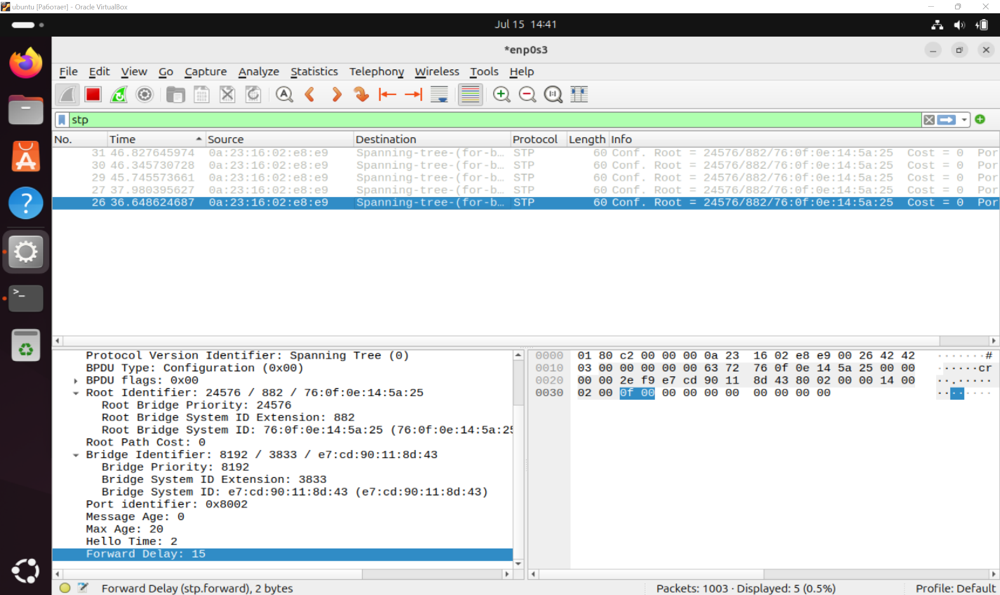 ubuntu [Работает] - Oracle VirtualBox
Jul 15 14:41
*enp0s3
File Edit View Go Capture Analyze Statistics Telephony Wireless Tools Help
stp
No. Time Source Destination Protocol Length Info
31 46.827645974 0a:23:16:02:e8:e9 Spanning-tree-(for-b… STP 60 Conf. Root = 24576/882/76:0f:0e:14:5a:25 Cost = 0 Por
30 46.345730728 0a:23:16:02:e8:e9 Spanning-tree-(for-b… STP 60 Conf. Root = 24576/882/76:0f:0e:14:5a:25 Cost = 0 Por
29 45.745573661 0a:23:16:02:e8:e9 Spanning-tree-(for-b… STP 60 Conf. Root = 24576/882/76:0f:0e:14:5a:25 Cost = 0 Por
27 37.980395627 0a:23:16:02:e8:e9 Spanning-tree-(for-b… STP 60 Conf. Root = 24576/882/76:0f:0e:14:5a:25 Cost = 0 Por
26 36.648624687 0a:23:16:02:e8:e9 Spanning-tree-(for-b… STP 60 Conf. Root = 24576/882/76:0f:0e:14:5a:25 Cost = 0 Por
Protocol Version Identifier: Spanning Tree (0)
BPDU Type: Configuration (0x00)
BPDU flags: 0x00
Root Identifier: 24576 / 882 / 76:0f:0e:14:5a:25
Root Bridge Priority: 24576
Root Bridge System ID Extension: 882
Root Bridge System ID: 76:0f:0e:14:5a:25 (76:0f:0e:14:5a:25
Root Path Cost: 0
Bridge Identifier: 8192 / 3833 / e7:cd:90:11:8d:43
Bridge Priority: 8192
Bridge System ID Extension: 3833
Bridge System ID: e7:cd:90:11:8d:43 (e7:cd:90:11:8d:43)
Port identifier: 0x8002
Message Age: 0
Max Age: 20
Hello Time: 2
Forward Delay: 15
0000 01 80 c2 00 00 00 0a 23 16 02 e8 e9 00 26 42 42 ·······#
0010 03 00 00 00 00 00 63 72 76 0f 0e 14 5a 25 00 00 ······cr
0020 00 00 2e f9 e7 cd 90 11 8d 43 80 02 00 00 14 00 ··.·····
0030 02 00 0f 00 00 00 00 00 00 00 00 00 ········
Forward Delay (stp.forward), 2 bytes
Packets: 1003 · Displayed: 5 (0.5%)
Profile: Default